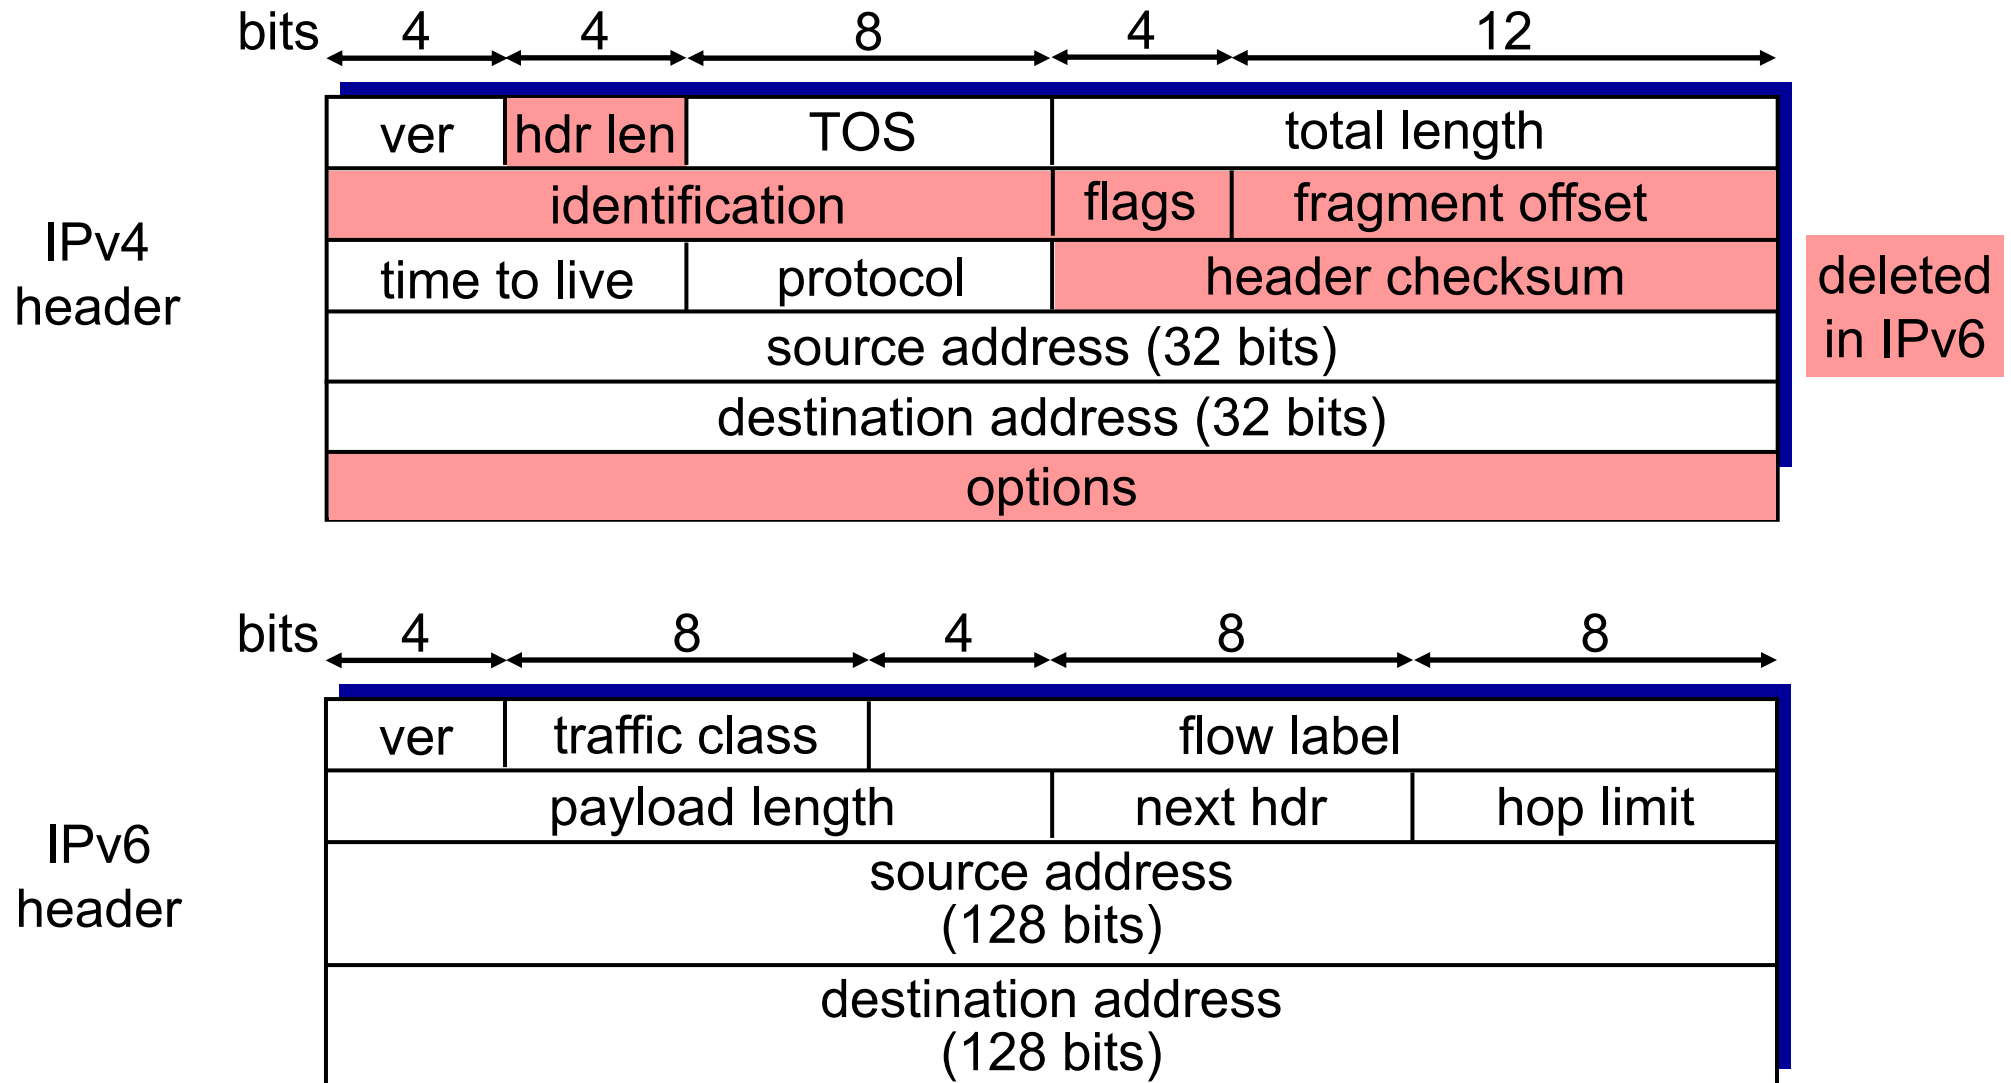 bits 4 4 8 4 12
ver hdr len TOS total length
identification flags fragment offset
IPv4
header
time to live protocol header checksum
deleted
in IPv6
source address (32 bits)
destination address (32 bits)
options
bits 4 8 4 8 8
ver traffic class flow label
payload length next hdr hop limit
IPv6
header
source address
(128 bits)
destination address
(128 bits)